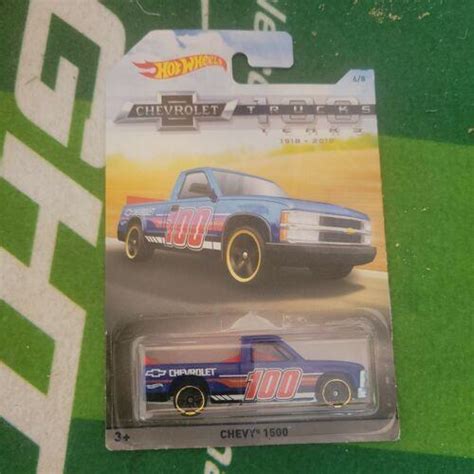 HOT WHEELS
6/8
CHEVROLET TRUCKS
100
YEARS
1918 • 2018
100
CHEVROLET
100
3+
CHEVY® 1500